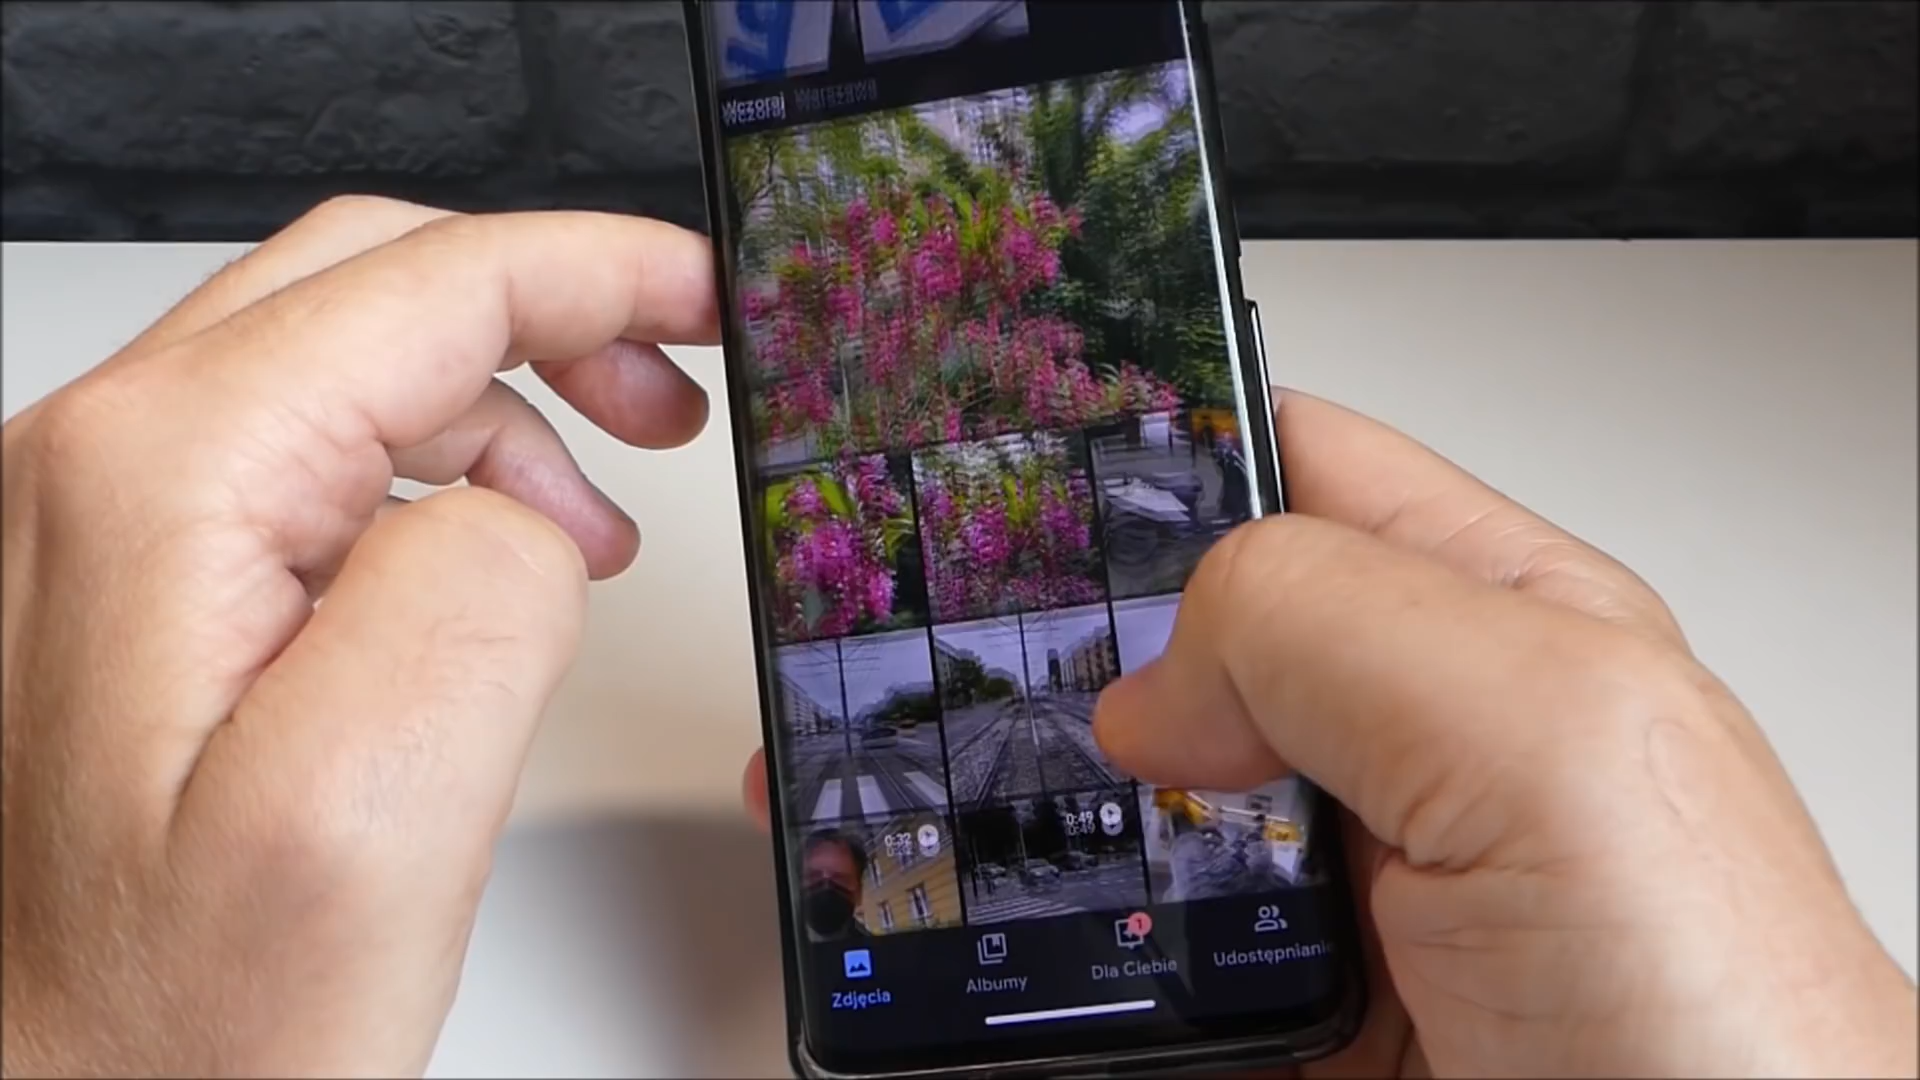 Wczoraj Warszawa
0:32
0:49
1
Zdjęcia
Albumy
Dla Ciebie
Udostępnianie